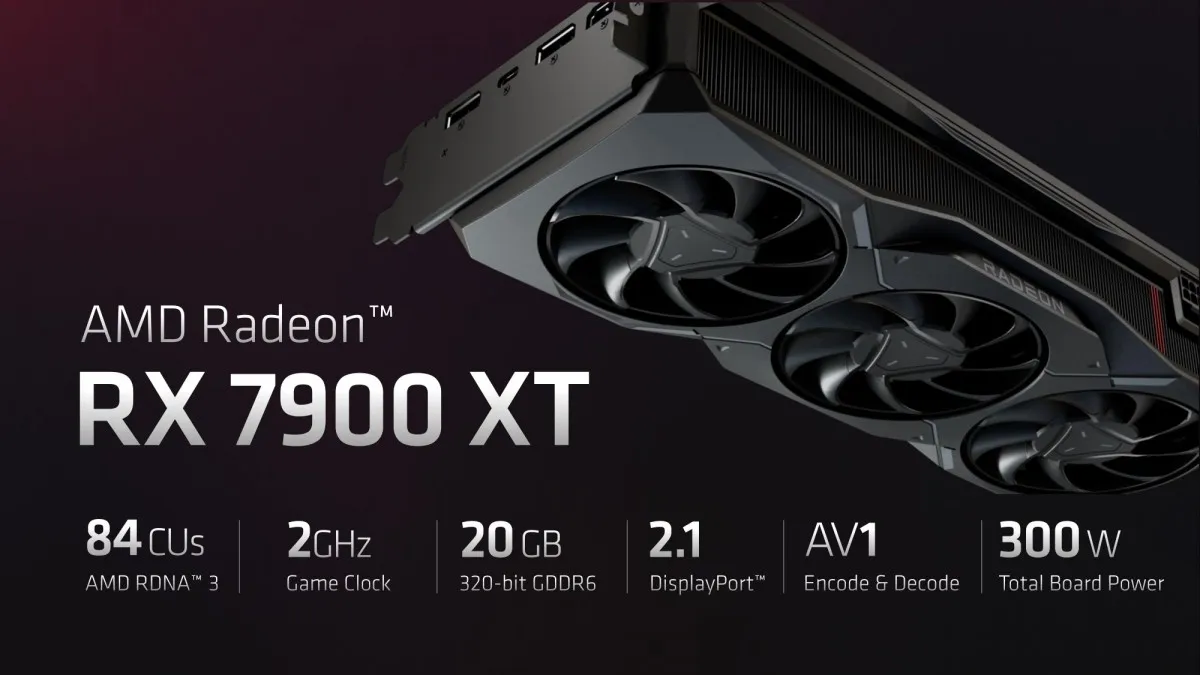 RADEON
AMD Radeon™
RX 7900 XT
84 CUs
AMD RDNA™ 3
2GHz
Game Clock
20 GB
320-bit GDDR6
2.1
DisplayPort™
AV1
Encode & Decode
300 W
Total Board Power